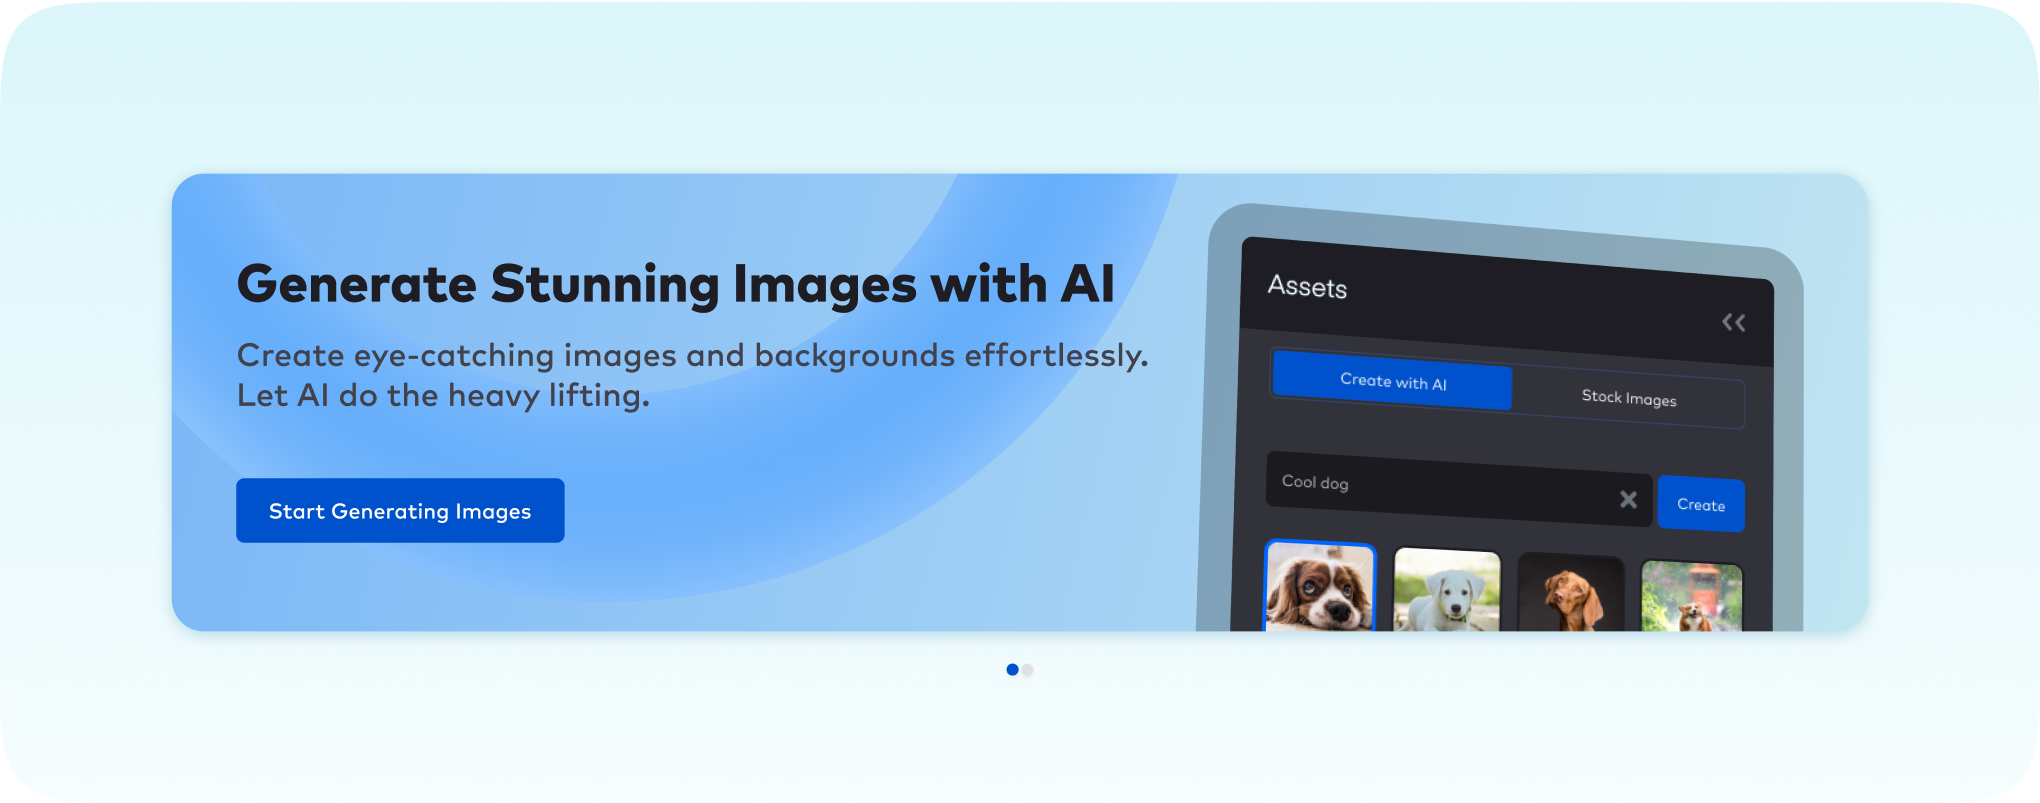 Generate Stunning Images with AI
Create eye-catching images and backgrounds effortlessly.
Let AI do the heavy lifting.
Start Generating Images
Assets
Create with AI
Stock Images
Cool dog
Create